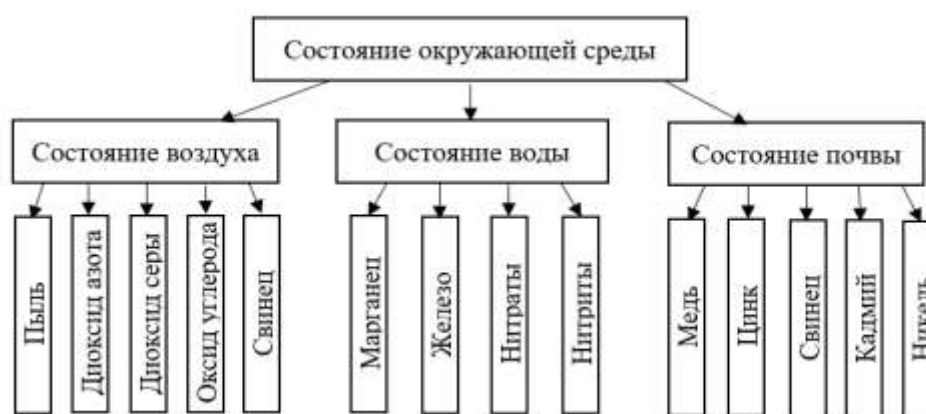 Состояние окружающей среды
Состояние воздуха
Состояние воды
Состояние почвы
Пыль
Диоксид азота
Диоксид серы
Оксид углерода
Свинец
Марганец
Железо
Нитраты
Нитриты
Медь
Цинк
Свинец
Кадмий
Никель